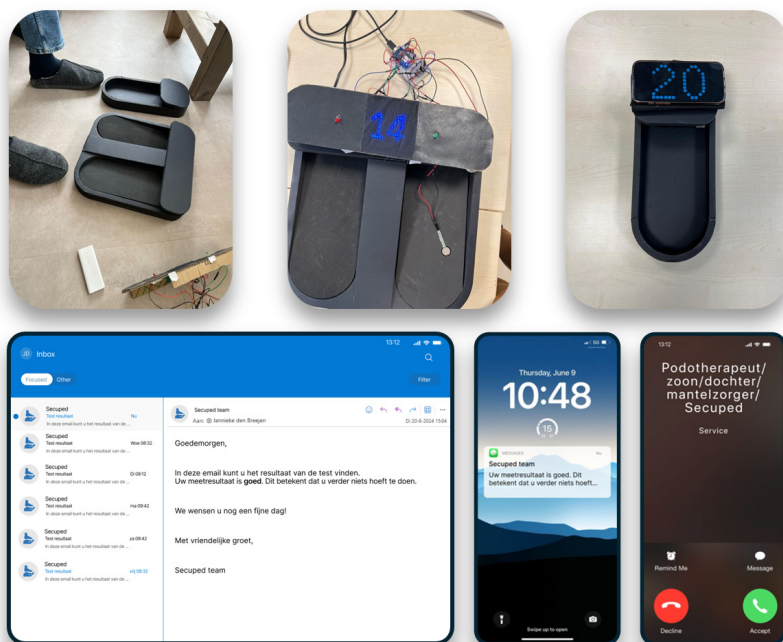 14
20
13:12
JD Inbox
Focused Other
Filter
Secuped
Test resultaat Nu
In deze email kunt u het resultaat van de ...
Secuped
Test resultaat Woe 08:32
In deze email kunt u het resultaat van de ...
Secuped
Test resultaat Di 08:12
In deze email kunt u het resultaat van de ...
Secuped
Test resultaat ma 09:42
In deze email kunt u het resultaat van de ...
Secuped
Test resultaat za 09:42
In deze email kunt u het resultaat van de ...
Secuped
Test resultaat vrij 08:32
In deze email kunt u het resultaat van de ...
Secuped team
Aan: Jannieke den Breejen
Di 20-8-2024 15:04
Goedemorgen,
In deze email kunt u het resultaat van de test vinden.
Uw meetresultaat is goed. Dit betekent dat u verder niets hoeft te doen.
We wensen u nog een fijne dag!
Met vriendelijke groet,
Secuped team
5G
Thursday, June 9
10:48
15
MESSAGES Nu
Secuped team
Uw meetresultaat is goed. Dit
betekent dat u verder niets hoeft...
Swipe up to open
13:12
Podotherapeut/
zoon/dochter/
mantelzorger/
Secuped
Service
Remind Me
Message
Decline
Accept